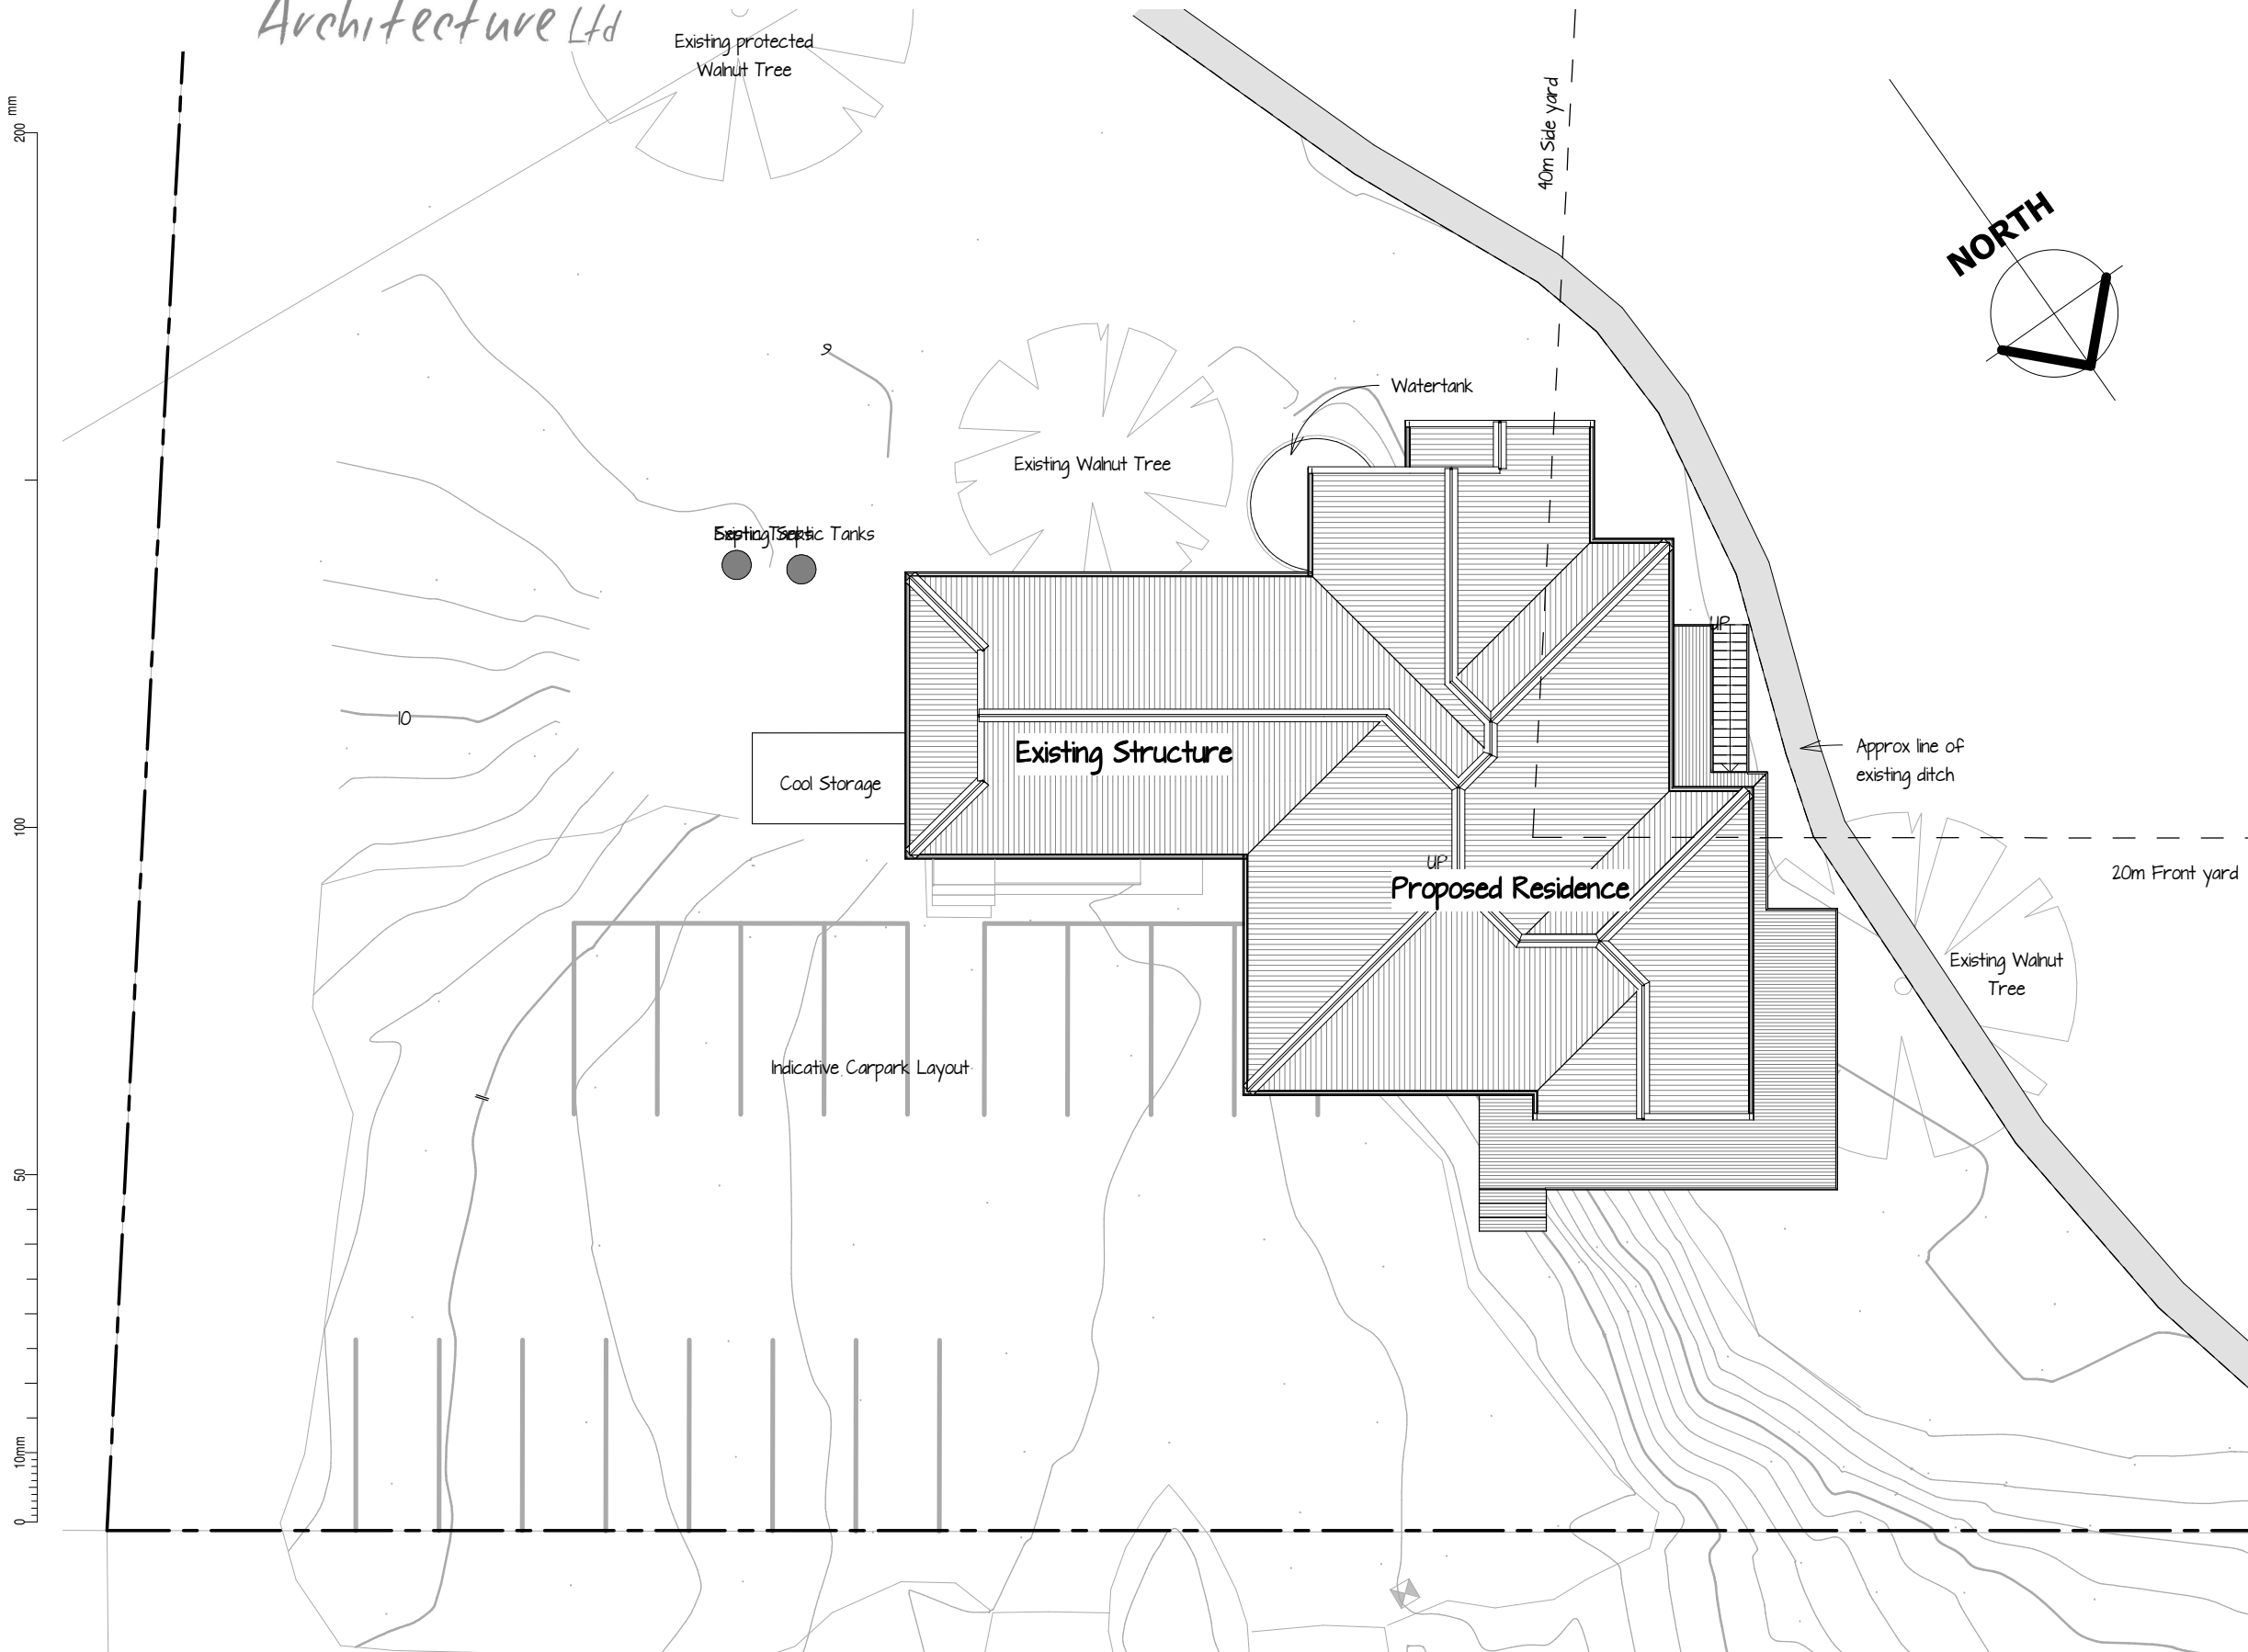 Architecture Ltd
Existing protected
Walnut Tree
mm
200
40m Side yard
NORTH
9
Watertank
Existing Walnut Tree
Existing Septic Tanks
UP
10
Existing Structure
Cool Storage
Approx line of
existing ditch
100
UP
20m Front yard
Proposed Residence
Existing Walnut
Tree
Indicative Carpark Layout
11
50
10mm
0